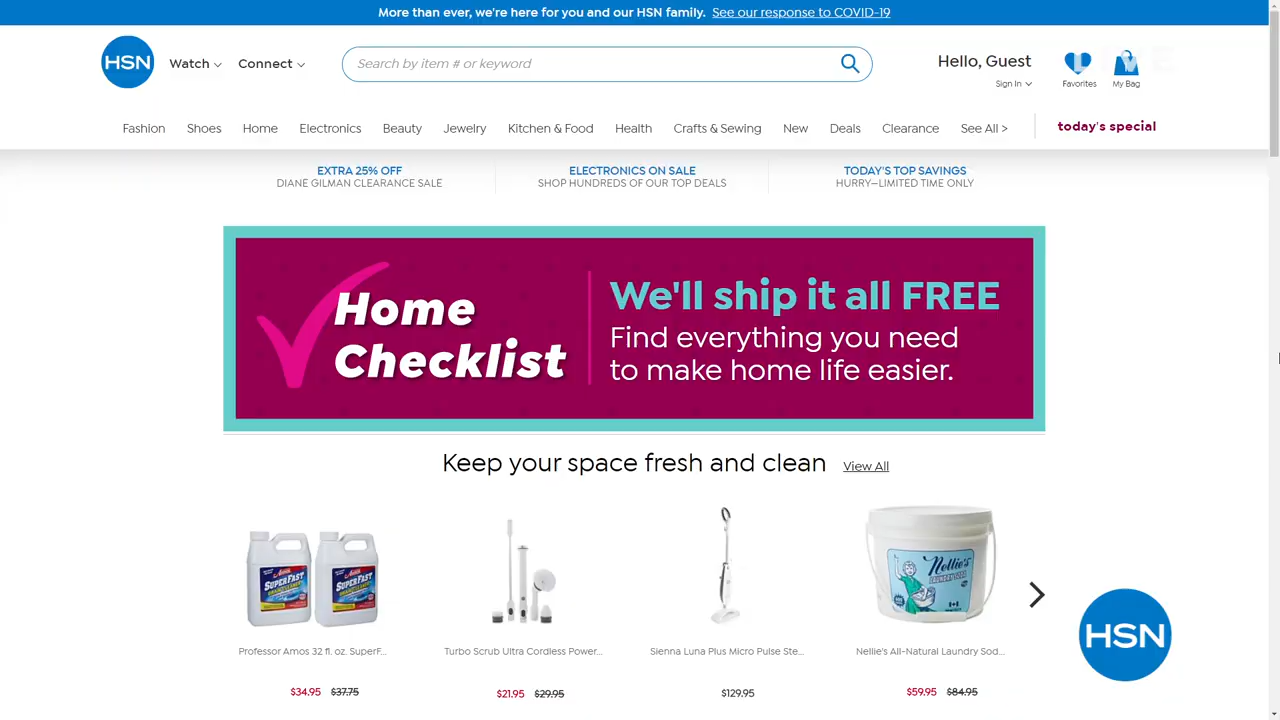 More than ever, we're here for you and our HSN family. See our response to COVID-19
HSN
Watch
Connect
Search by item # or keyword
Hello, Guest
Sign In
Favorites
My Bag
Fashion
Shoes
Home
Electronics
Beauty
Jewelry
Kitchen & Food
Health
Crafts & Sewing
New
Deals
Clearance
See All >
today's special
EXTRA 25% OFF
DIANE GILMAN CLEARANCE SALE
ELECTRONICS ON SALE
SHOP HUNDREDS OF OUR TOP DEALS
TODAY'S TOP SAVINGS
HURRY—LIMITED TIME ONLY
Home
Checklist
We'll ship it all FREE
Find everything you need
to make home life easier.
Keep your space fresh and clean
View All
SUPERFAST
SUPERFAST
Nellie's
Professor Amos 32 fl. oz. SuperF...
Turbo Scrub Ultra Cordless Power...
Sienna Luna Plus Micro Pulse Ste...
Nellie's All-Natural Laundry Sod...
$34.95 $37.75
$21.95 $29.95
$129.95
$59.95 $84.95
HSN